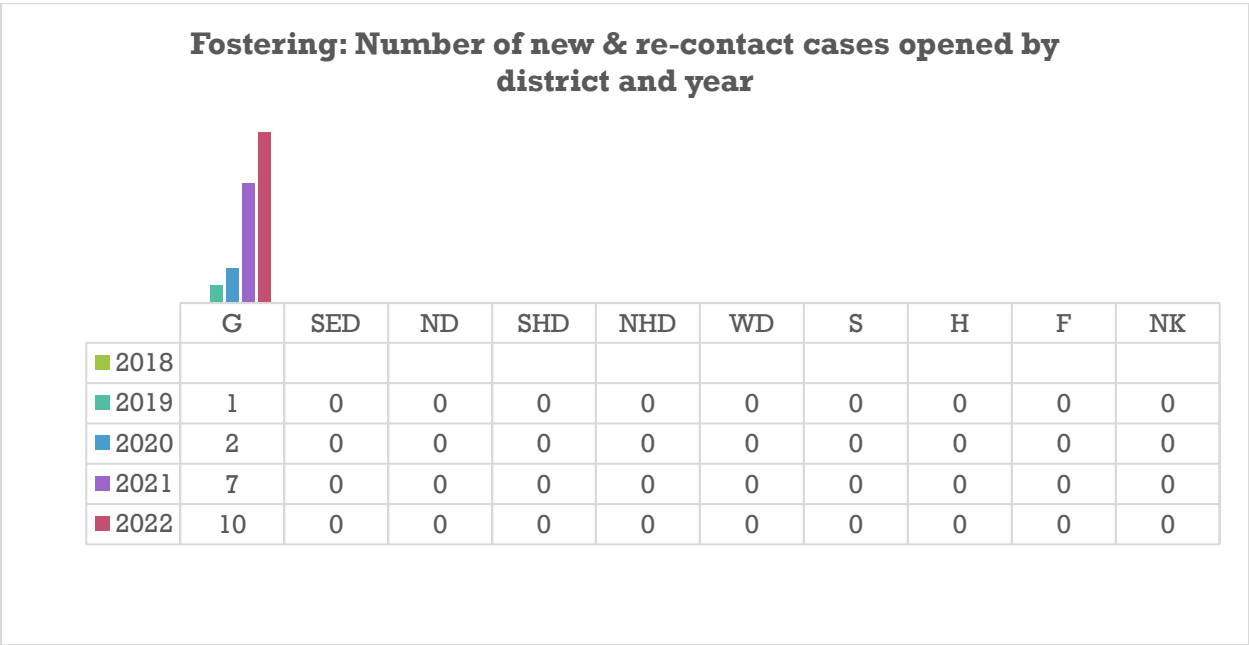 Fostering: Number of new & re-contact cases opened by
district and year
G SED ND SHD NHD WD S H F NK
2018
2019 1 0 0 0 0 0 0 0 0 0
2020 2 0 0 0 0 0 0 0 0 0
2021 7 0 0 0 0 0 0 0 0 0
2022 10 0 0 0 0 0 0 0 0 0